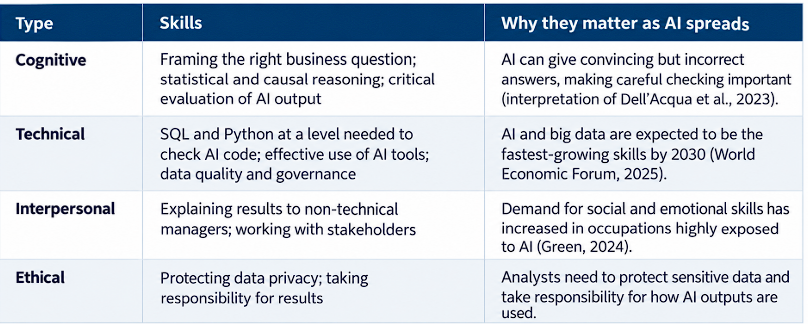 Type
Skills
Why they matter as AI spreads
Cognitive
Framing the right business question;
statistical and causal reasoning; critical
evaluation of AI output
AI can give convincing but incorrect
answers, making careful checking important
(interpretation of Dell’Acqua et al., 2023).
Technical
SQL and Python at a level needed to
check AI code; effective use of AI tools;
data quality and governance
AI and big data are expected to be the
fastest-growing skills by 2030 (World
Economic Forum, 2025).
Interpersonal
Explaining results to non-technical
managers; working with stakeholders
Demand for social and emotional skills has
increased in occupations highly exposed
to AI (Green, 2024).
Ethical
Protecting data privacy; taking
responsibility for results
Analysts need to protect sensitive data and
take responsibility for how AI outputs are
used.